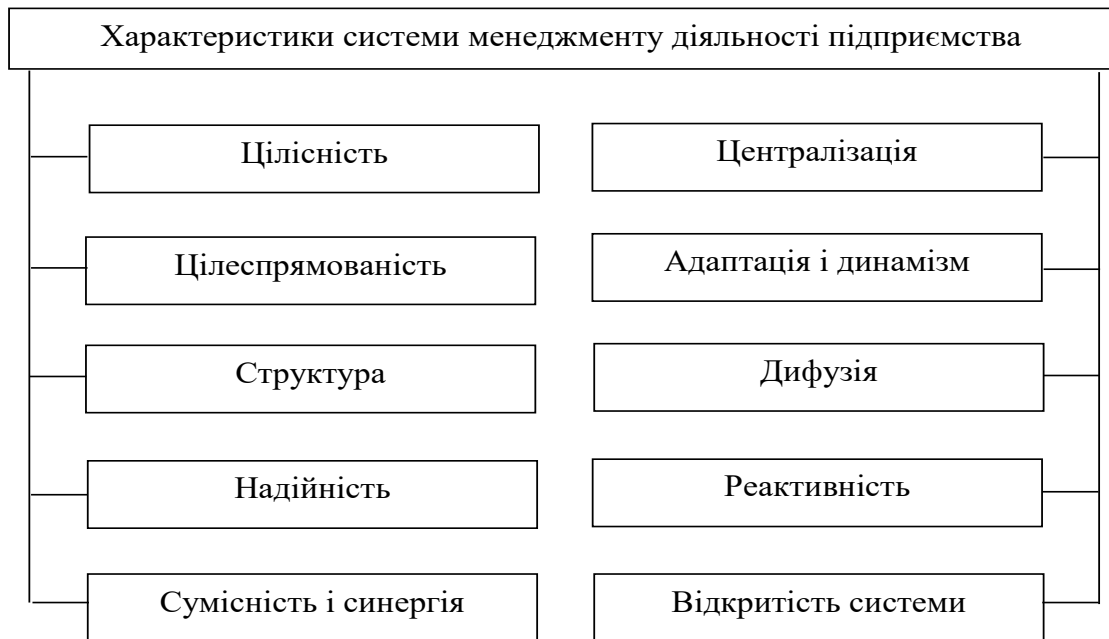 Характеристики системи менеджменту діяльності підприємства
Цілісність
Централізація
Цілеспрямованість
Адаптація і динамізм
Структура
Дифузія
Надійність
Реактивність
Сумісність і синергія
Відкритість системи